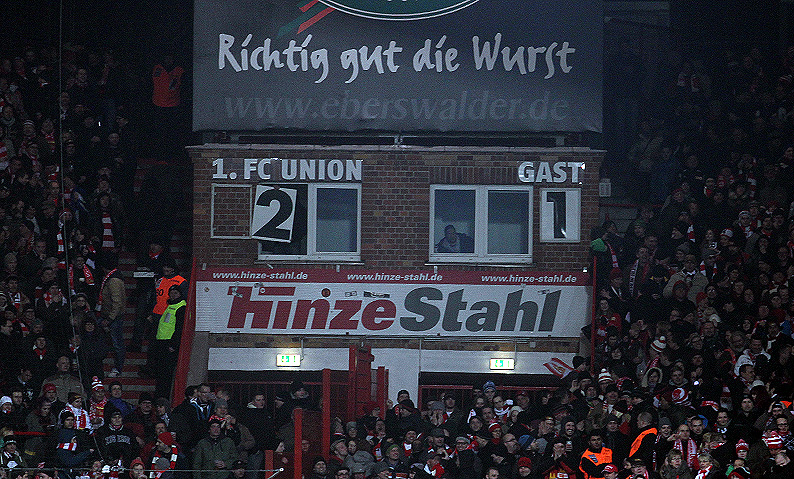 Richtig gut die Wurst
www.eberswalder.de
1. FC UNION
GAST
2
1
www.hinze-stahl.de
www.hinze-stahl.de
www.hinze-stahl.de
HinzeStahl